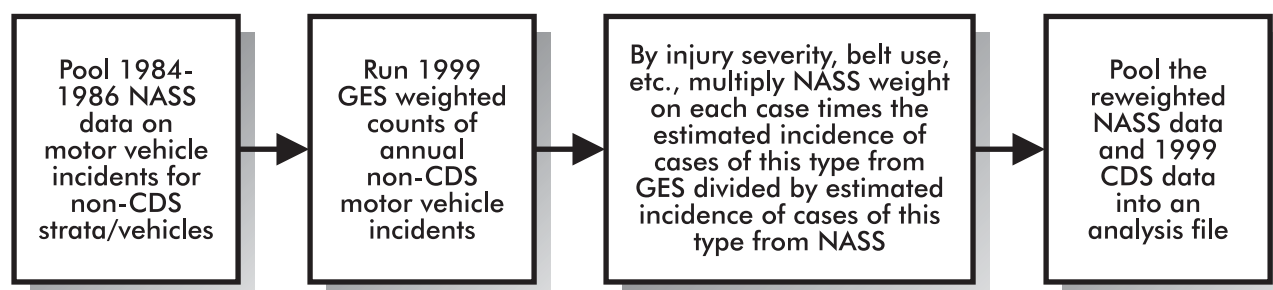 Pool 1984-
1986 NASS
data on
motor vehicle
incidents for
non-CDS
strata/vehicles
Run 1999
GES weighted
counts of
annual
non-CDS
motor vehicle
incidents
By injury severity, belt use,
etc., multiply NASS weight
on each case times the
estimated incidence of
cases of this type from
GES divided by estimated
incidence of cases of this
type from NASS
Pool the
reweighted
NASS data
and 1999
CDS data
into an
analysis file